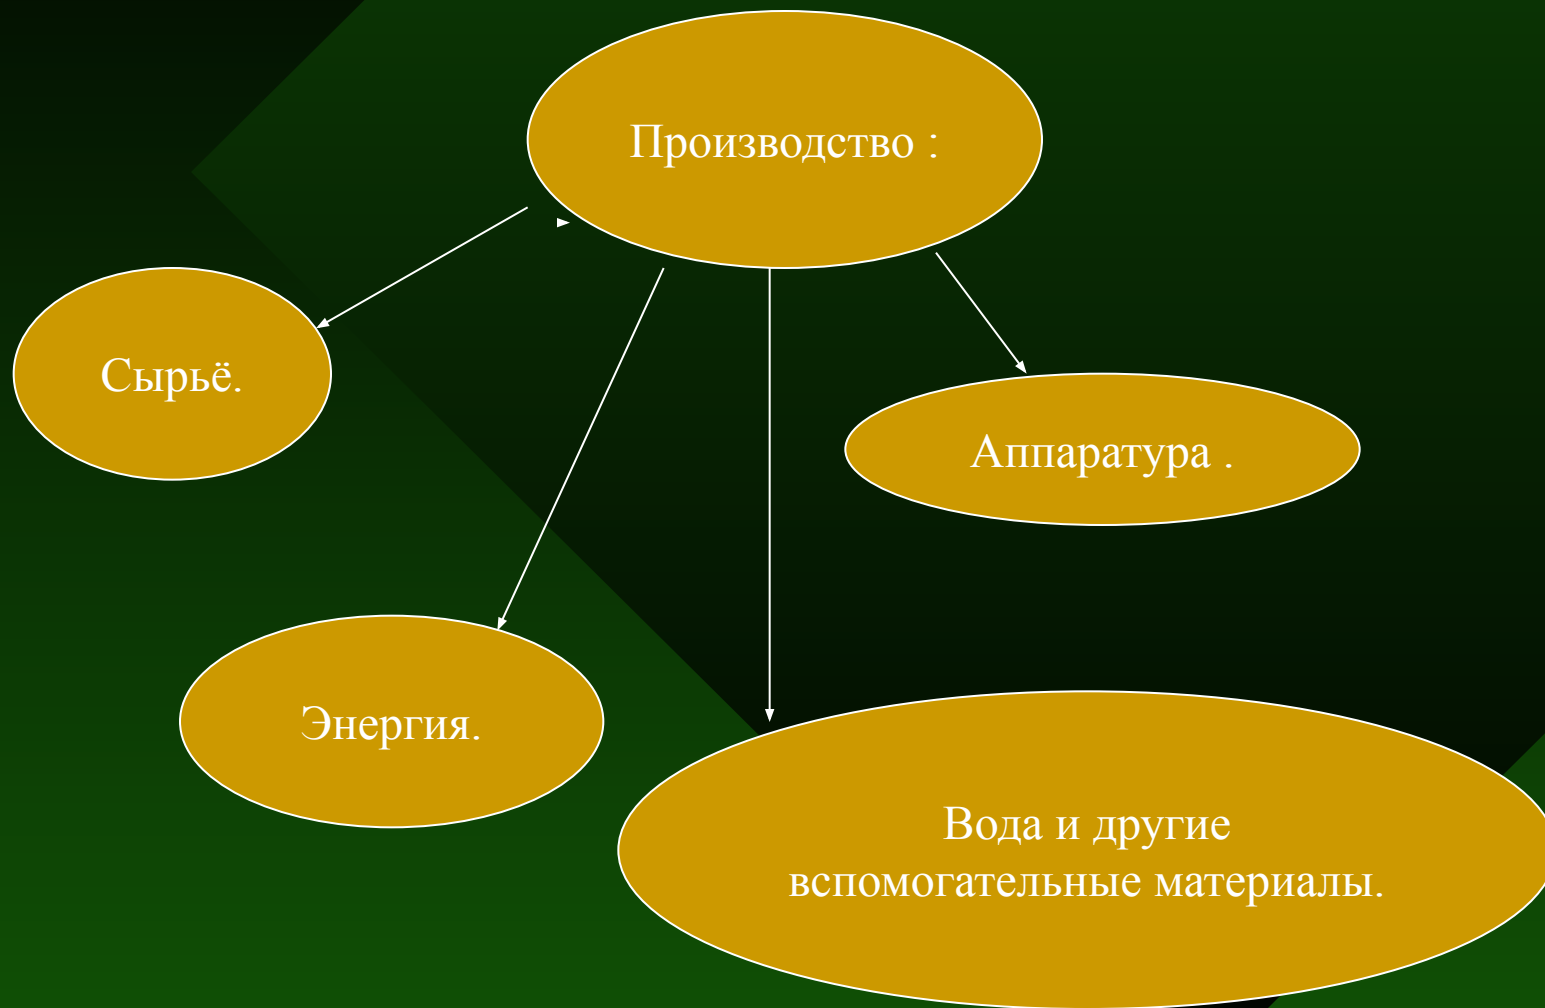 Производство :
Сырьё.
Аппаратура .
Энергия.
Вода и другие
вспомогательные материалы.